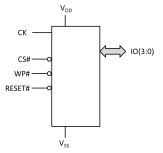 VDD
CK
CS#
WP#
RESET#
IO(3:0)
VSS